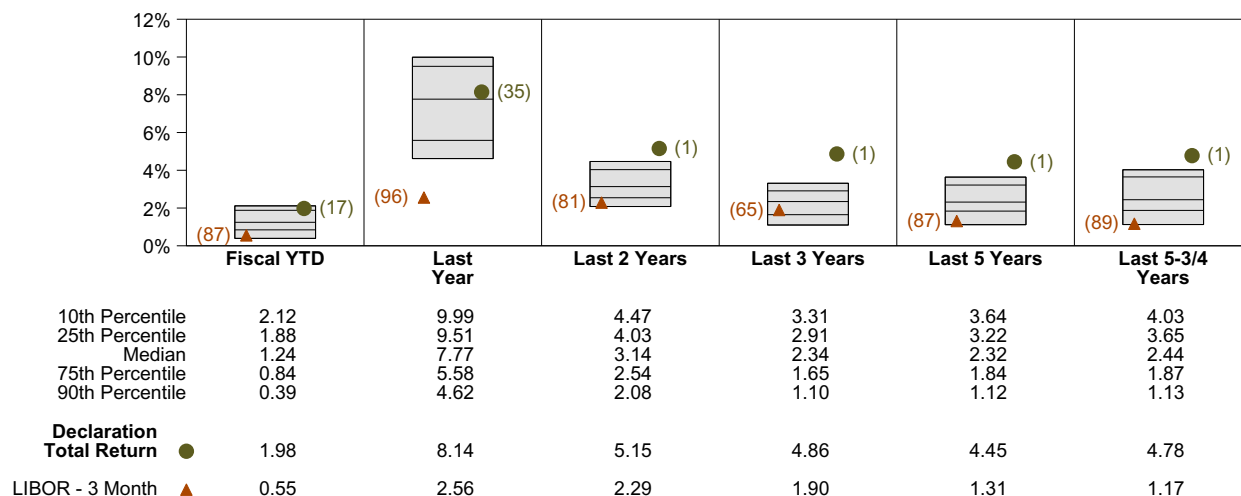 12%
10%
8%
6%
4%
2%
0%
(17)
(87)
(35)
(96)
(1)
(81)
(1)
(65)
(1)
(87)
(1)
(89)
Fiscal YTD Last Year Last 2 Years Last 3 Years Last 5 Years Last 5-3/4 Years
10th Percentile 2.12 9.99 4.47 3.31 3.64 4.03
25th Percentile 1.88 9.51 4.03 2.91 3.22 3.65
Median 1.24 7.77 3.14 2.34 2.32 2.44
75th Percentile 0.84 5.58 2.54 1.65 1.84 1.87
90th Percentile 0.39 4.62 2.08 1.10 1.12 1.13
Declaration
Total Return 1.98 8.14 5.15 4.86 4.45 4.78
LIBOR - 3 Month 0.55 2.56 2.29 1.90 1.31 1.17